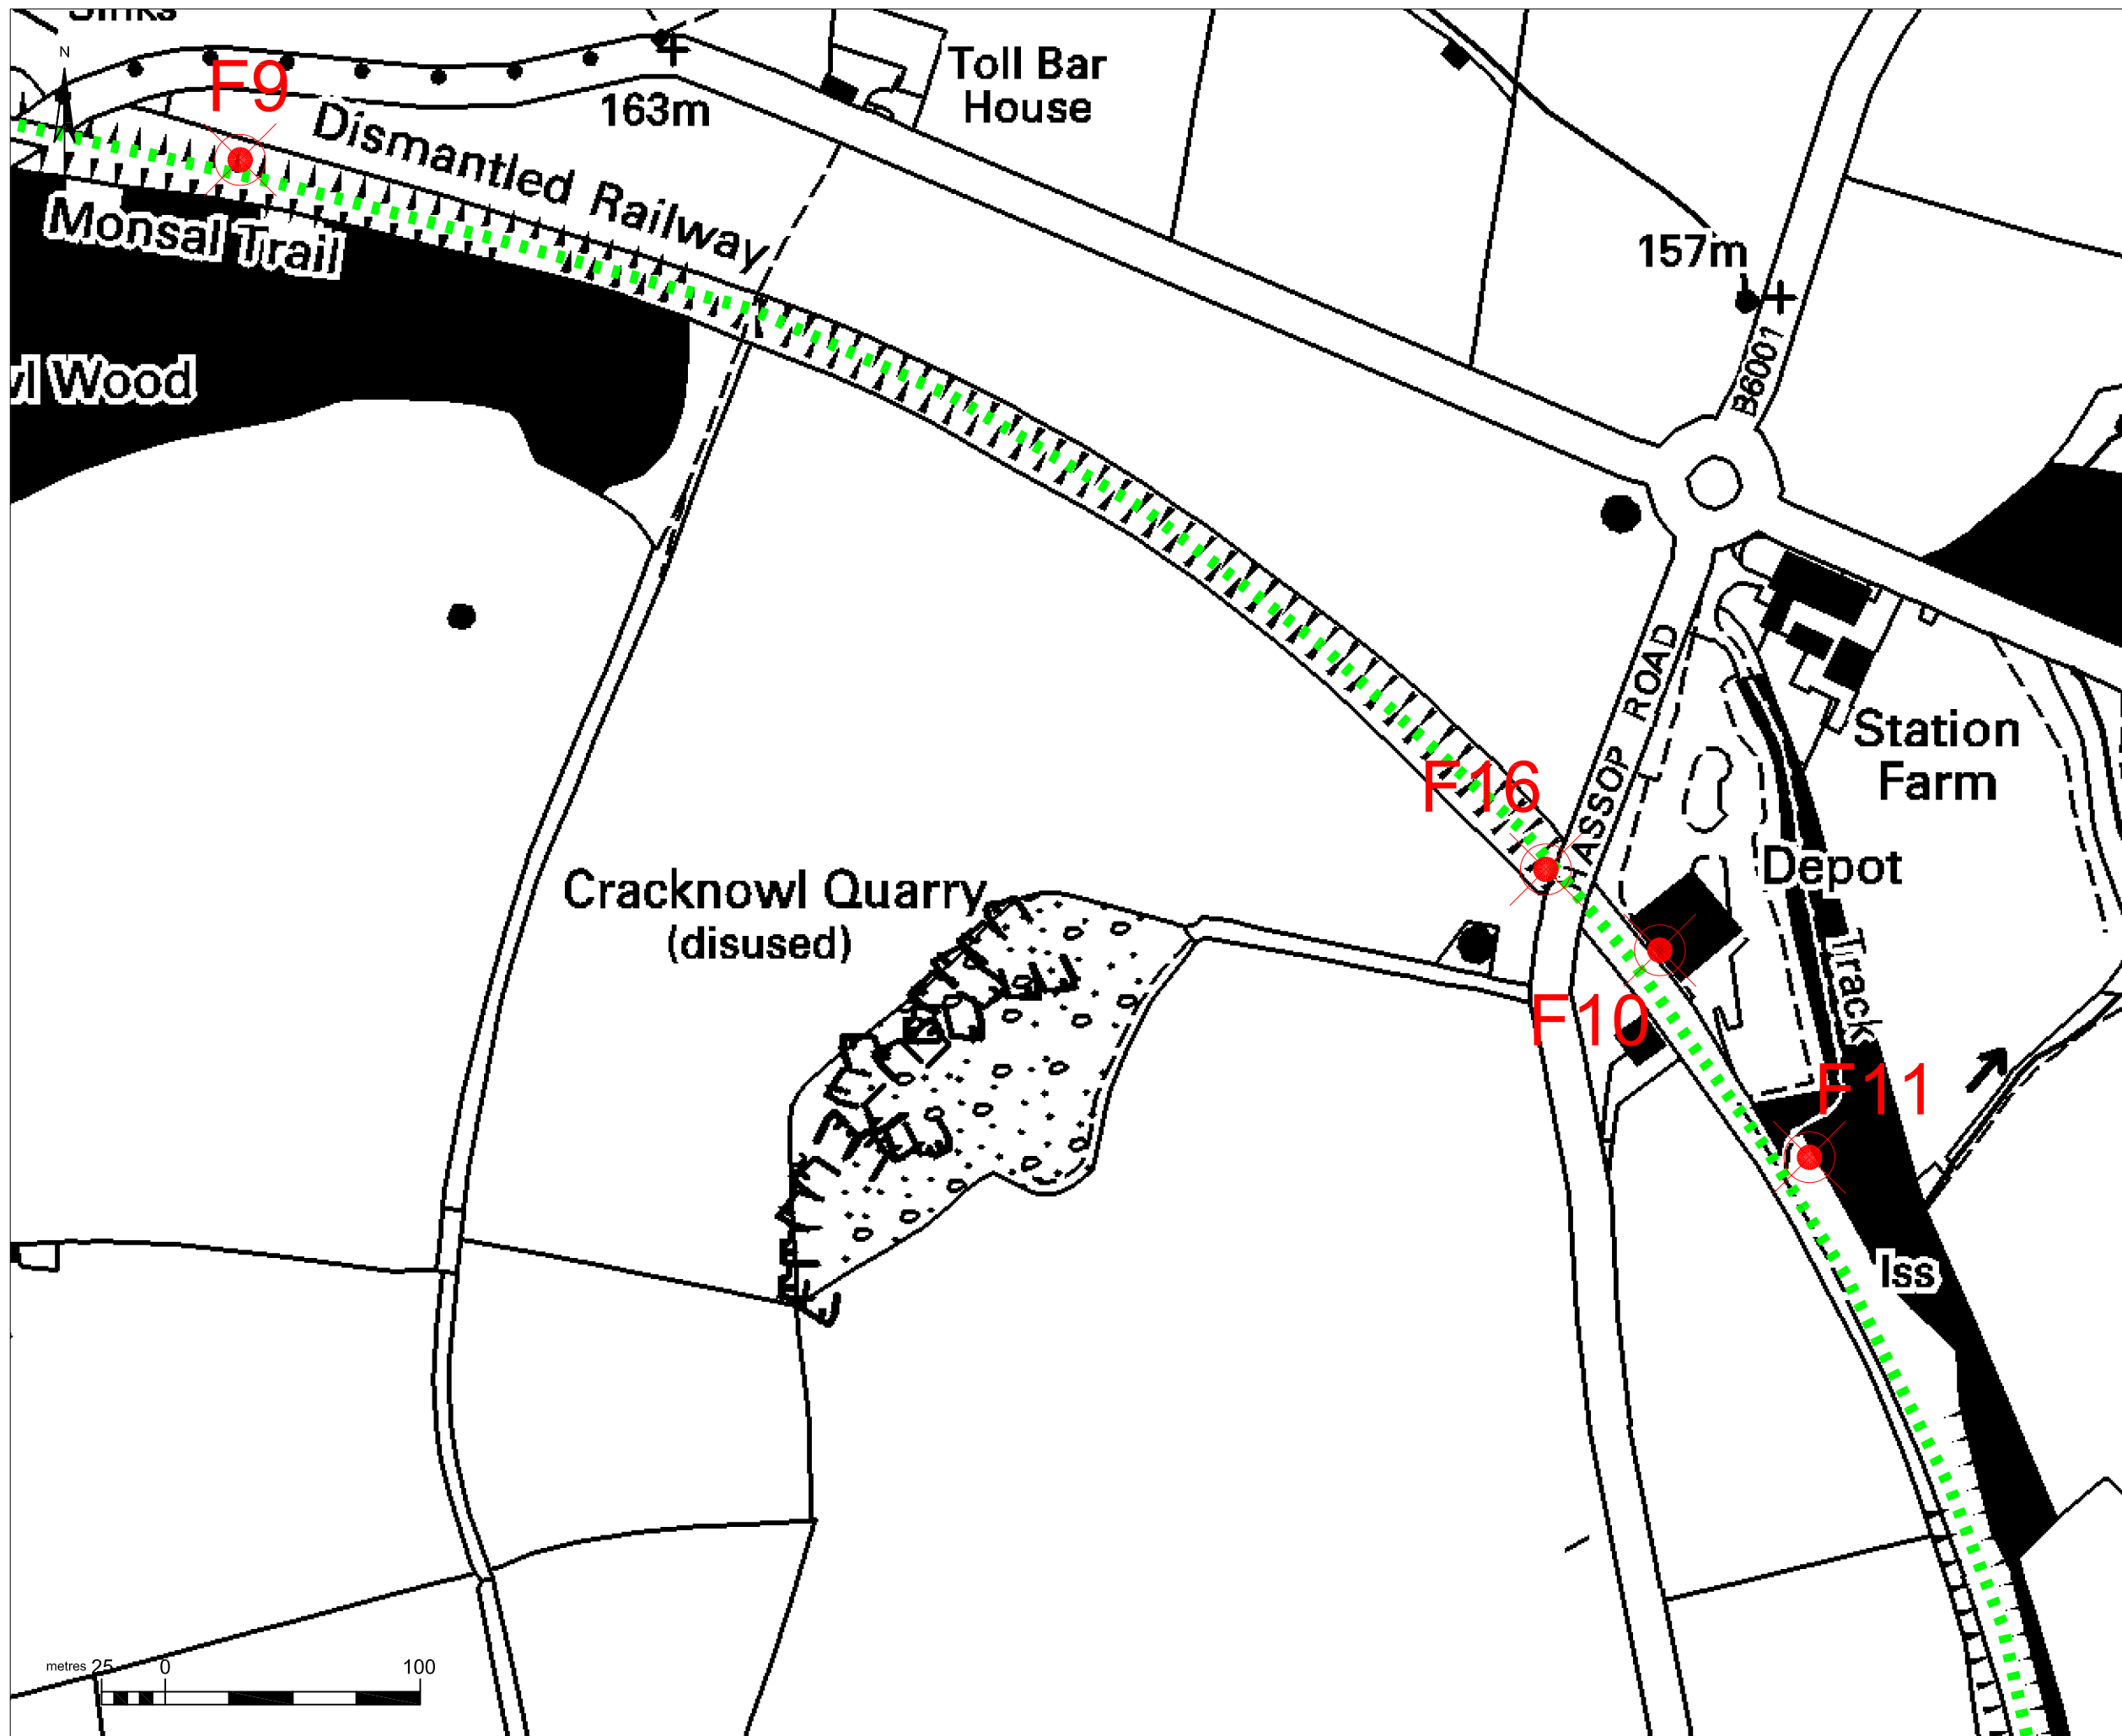 N
F9
Toll Bar
House
163m
Dismantled Railway
Monsal Trail
157m
B6001
Wood
ROAD
ASSOP
Station
Farm
F16
Depot
Cracknowl Quarry
(disused)
Track
F10
F11
Iss
metres 25 0 100